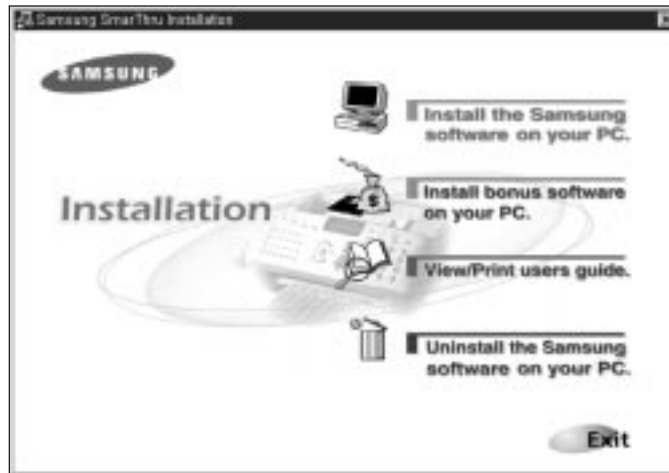 Samsung SmarThru Installation
SAMSUNG
Install the Samsung
software on your PC.
Installation
Install bonus software
on your PC.
View/Print users guide.
Uninstall the Samsung
software on your PC.
Exit